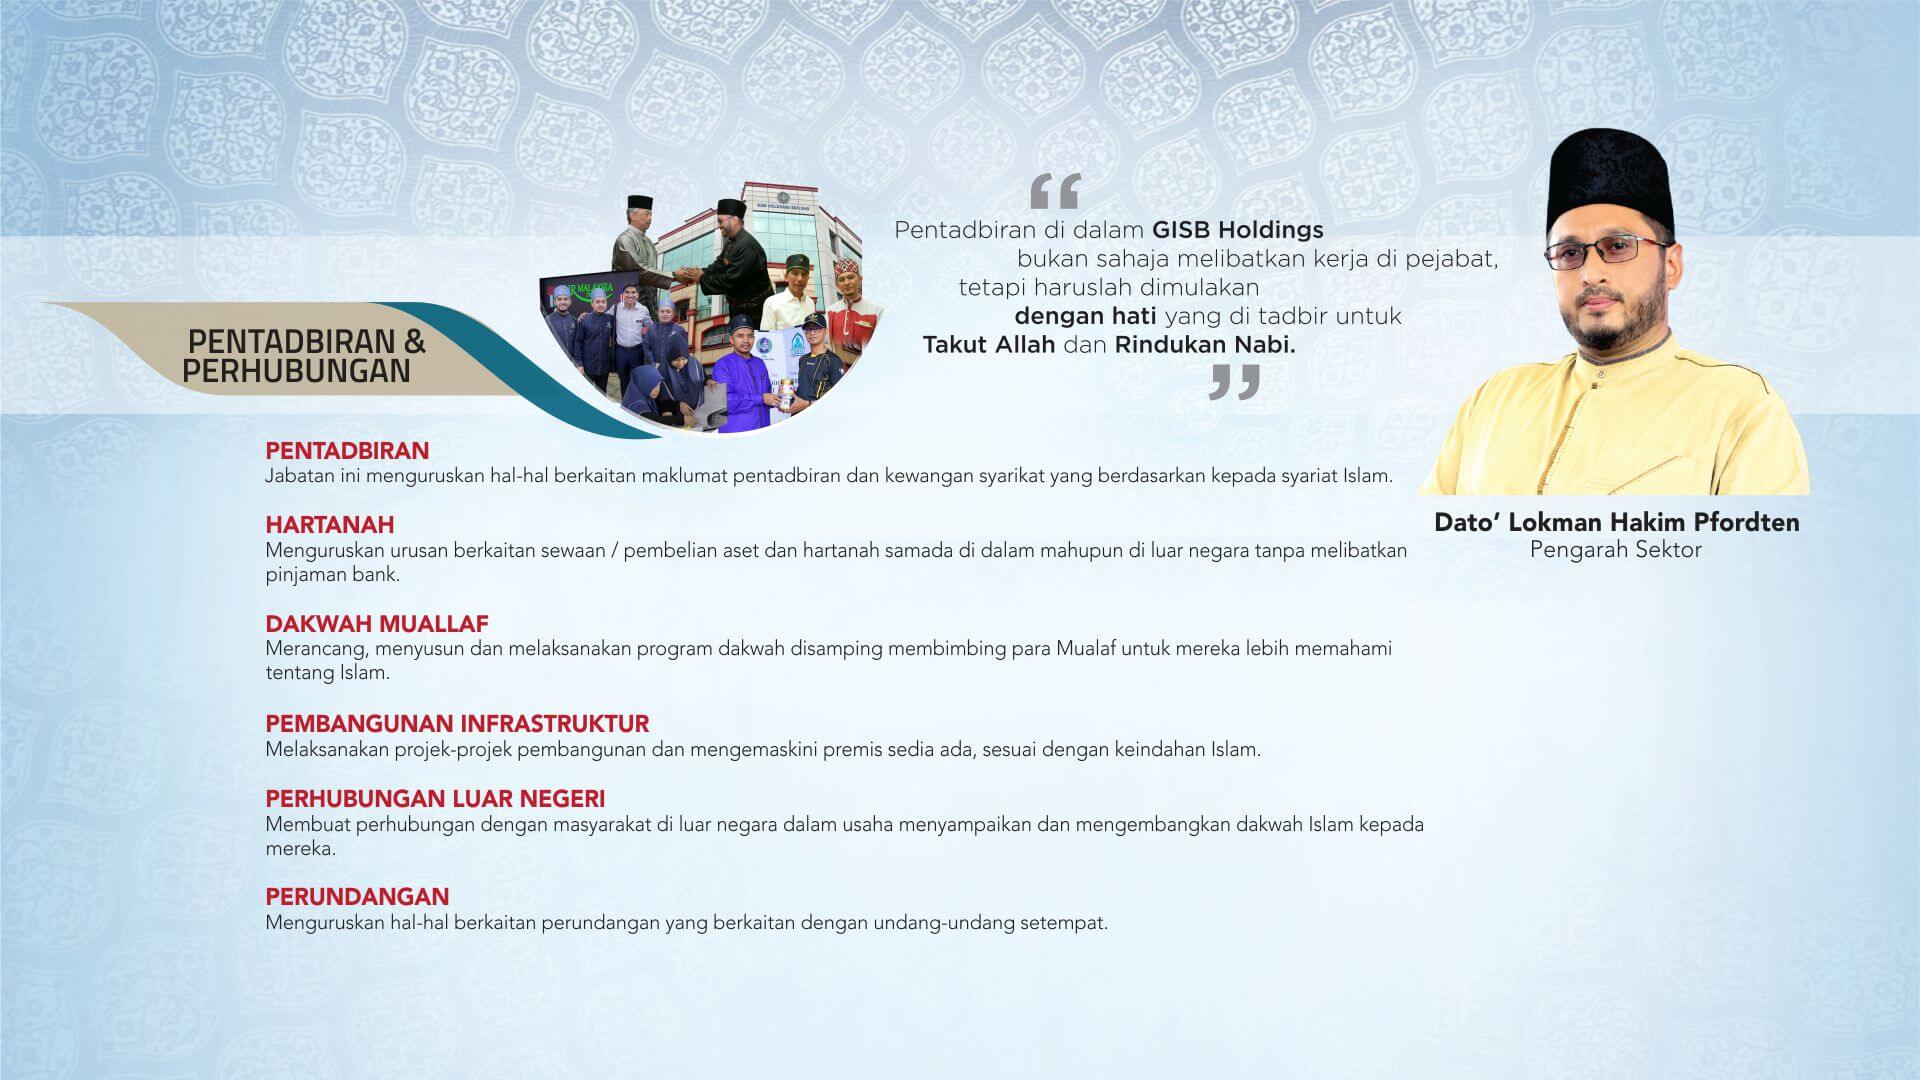 GISB HOLDINGS SDN BHD
UR MALAYSIA
PENTADBIRAN &
PERHUBUNGAN
“
Pentadbiran di dalam GISB Holdings
bukan sahaja melibatkan kerja di pejabat,
tetapi haruslah dimulakan
dengan hati yang di tadbir untuk
Takut Allah dan Rindukan Nabi.
”
Dato’ Lokman Hakim Pfordten
Pengarah Sektor
PENTADBIRAN
Jabatan ini menguruskan hal-hal berkaitan maklumat pentadbiran dan kewangan syarikat yang berdasarkan kepada syariat Islam.
HARTANAH
Menguruskan urusan berkaitan sewaan / pembelian aset dan hartanah samada di dalam mahupun di luar negara tanpa melibatkan
pinjaman bank.
DAKWAH MUALLAF
Merancang, menyusun dan melaksanakan program dakwah disamping membimbing para Mualaf untuk mereka lebih memahami
tentang Islam.
PEMBANGUNAN INFRASTRUKTUR
Melaksanakan projek-projek pembangunan dan mengemaskini premis sedia ada, sesuai dengan keindahan Islam.
PERHUBUNGAN LUAR NEGERI
Membuat perhubungan dengan masyarakat di luar negara dalam usaha menyampaikan dan mengembangkan dakwah Islam kepada
mereka.
PERUNDANGAN
Menguruskan hal-hal berkaitan perundangan yang berkaitan dengan undang-undang setempat.